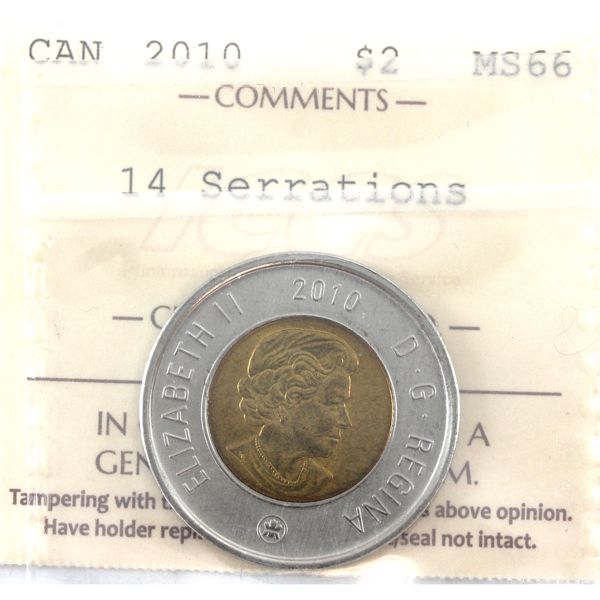 CAN 2010 $2 MS66
—COMMENTS—
14 Serrations
ICCS
ELIZABETH II 2010 D·G·REGINA
IN A
GEN M.
Tampering with above opinion.
Have holder seal not intact.